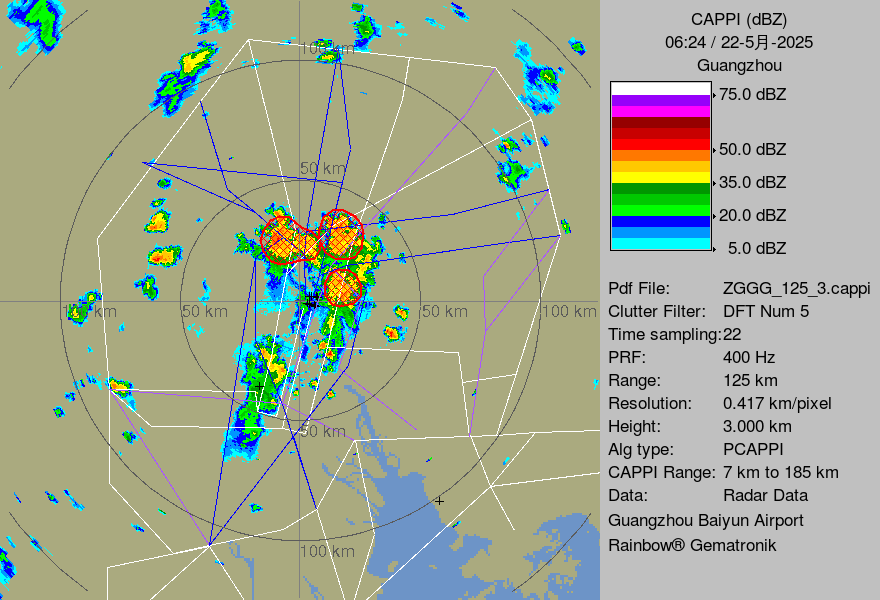 CAPPI (dBZ)
06:24 / 22-5月-2025
Guangzhou
75.0 dBZ
50.0 dBZ
35.0 dBZ
20.0 dBZ
5.0 dBZ
Pdf File: ZGGG_125_3.cappi
Clutter Filter: DFT Num 5
Time sampling:22
PRF: 400 Hz
Range: 125 km
Resolution: 0.417 km/pixel
Height: 3.000 km
Alg type: PCAPPI
CAPPI Range: 7 km to 185 km
Data: Radar Data
Guangzhou Baiyun Airport
Rainbow® Gematronik
100 km
50 km
100 km
50 km
50 km
100 km
50 km
100 km